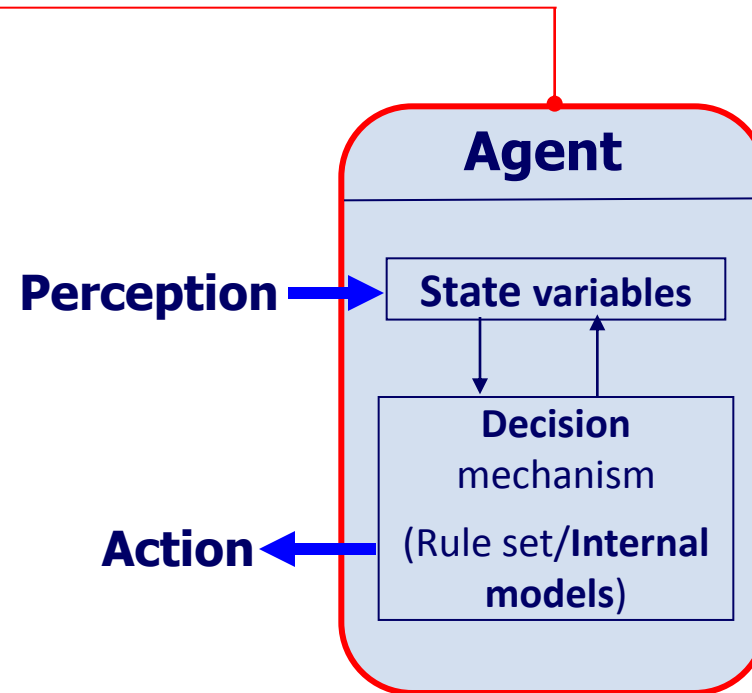 Agent
Perception
State variables
Decision
mechanism
(Rule set/Internal
models)
Action